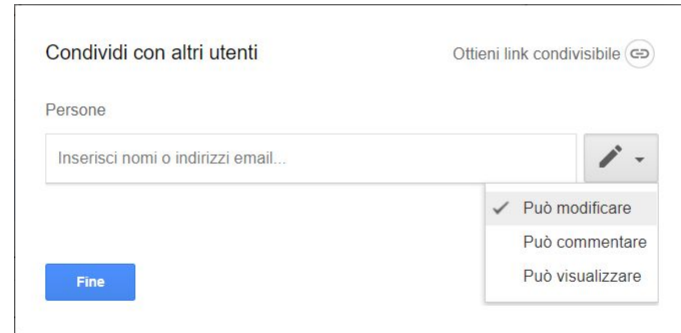 Condividi con altri utenti
Ottieni link condivisibile
Persone
Inserisci nomi o indirizzi email...
Può modificare
Può commentare
Può visualizzare
Fine